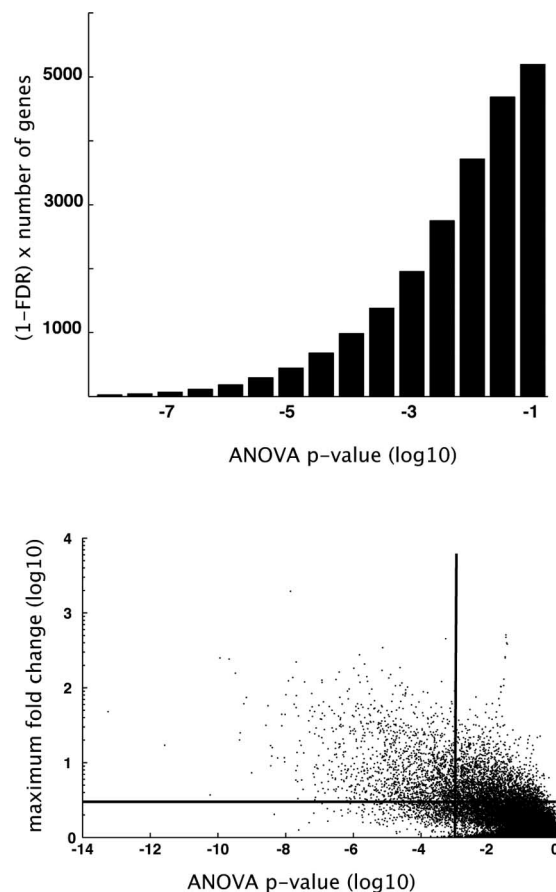 (1-FDR) x number of genes
5000
3000
1000
-7 -5 -3 -1
ANOVA p-value (log10)
maximum fold change (log10)
4
3
2
1
0
-14 -12 -10 -8 -6 -4 -2 0
ANOVA p-value (log10)